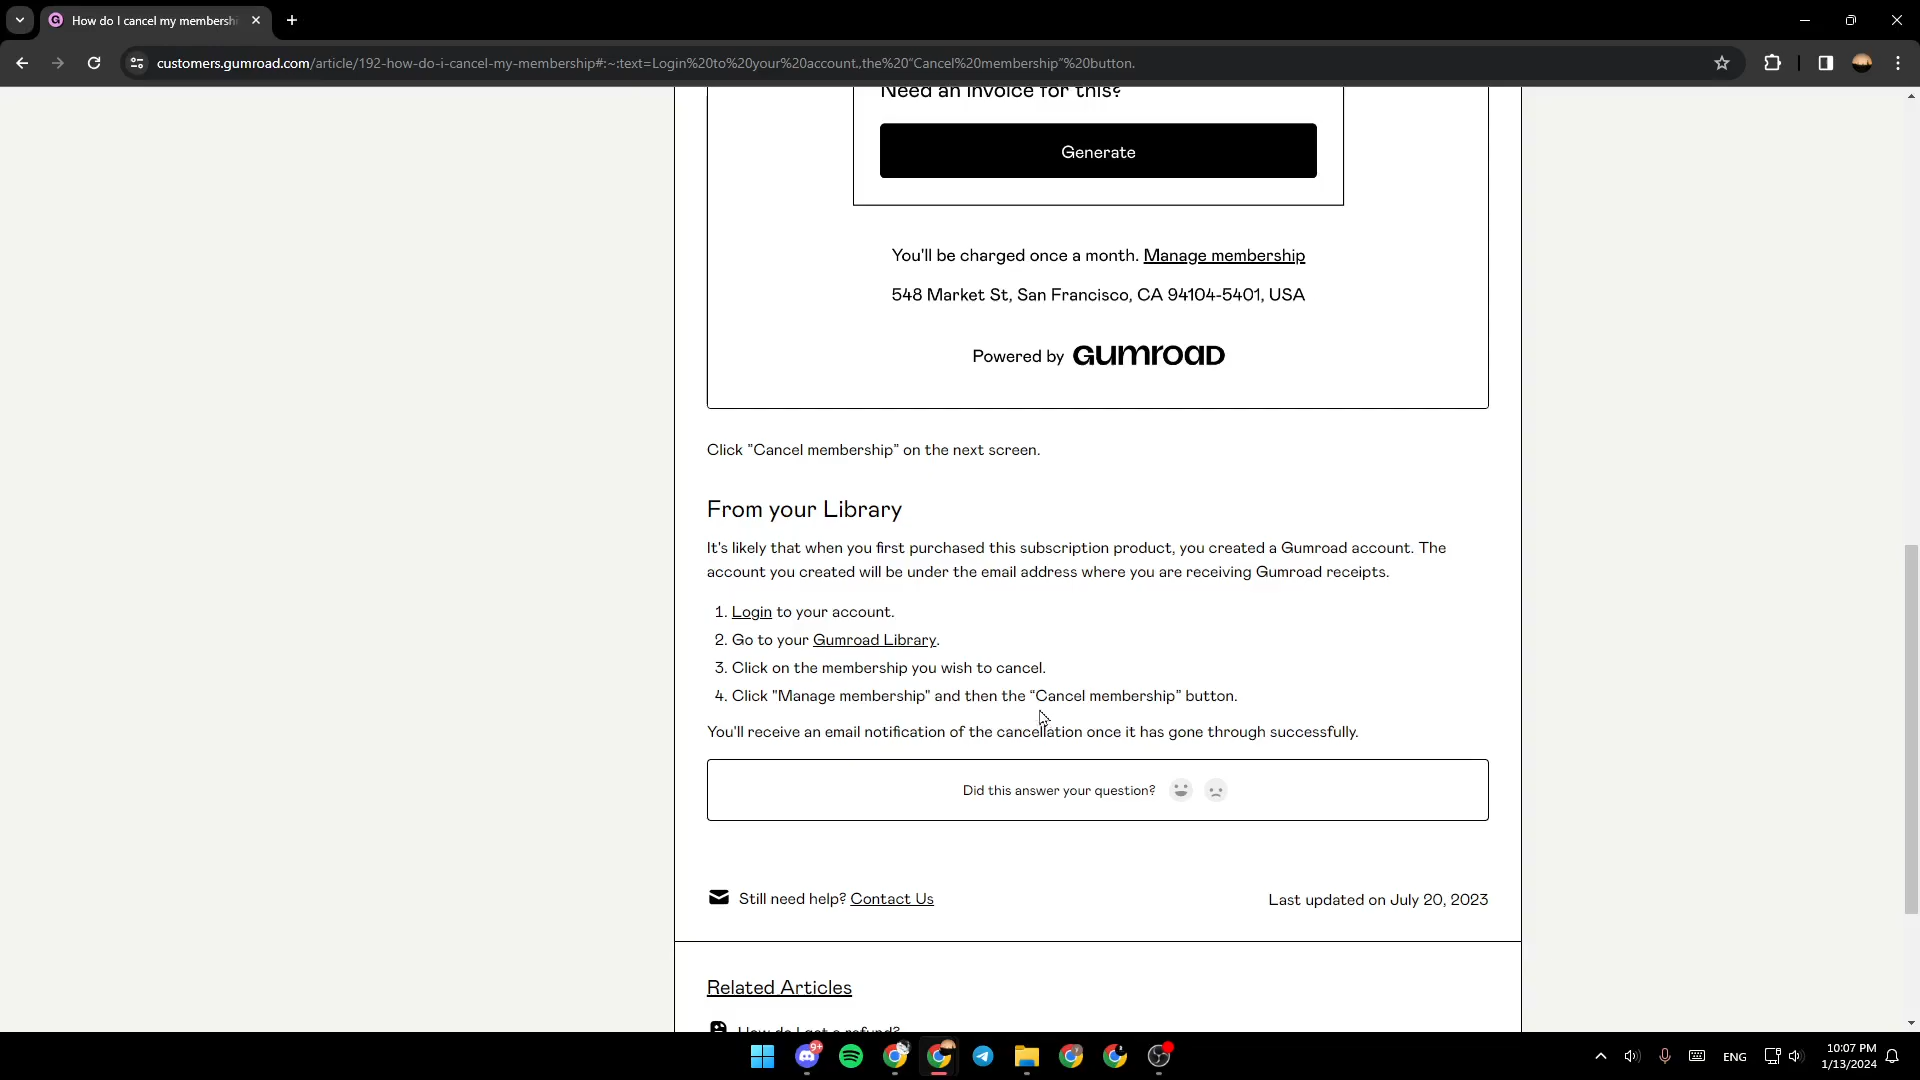 How do I cancel my membershi
customers.gumroad.com/article/192-how-do-i-cancel-my-membership#:~:text=Login%20to%20your%20account.,the%20“Cancel%20membership”%20button.
Need an invoice for this?
Generate
You'll be charged once a month. Manage membership
548 Market St, San Francisco, CA 94104-5401, USA
Powered by GUMROAD
Click "Cancel membership” on the next screen.
From your Library
It's likely that when you first purchased this subscription product, you created a Gumroad account. The
account you created will be under the email address where you are receiving Gumroad receipts.
1. Login to your account.
2. Go to your Gumroad Library.
3. Click on the membership you wish to cancel.
4. Click "Manage membership" and then the “Cancel membership” button.
You'll receive an email notification of the cancellation once it has gone through successfully.
Did this answer your question?
Still need help? Contact Us
Last updated on July 20, 2023
Related Articles
How do I get a refund?
9+
ENG
10:07 PM
1/13/2024